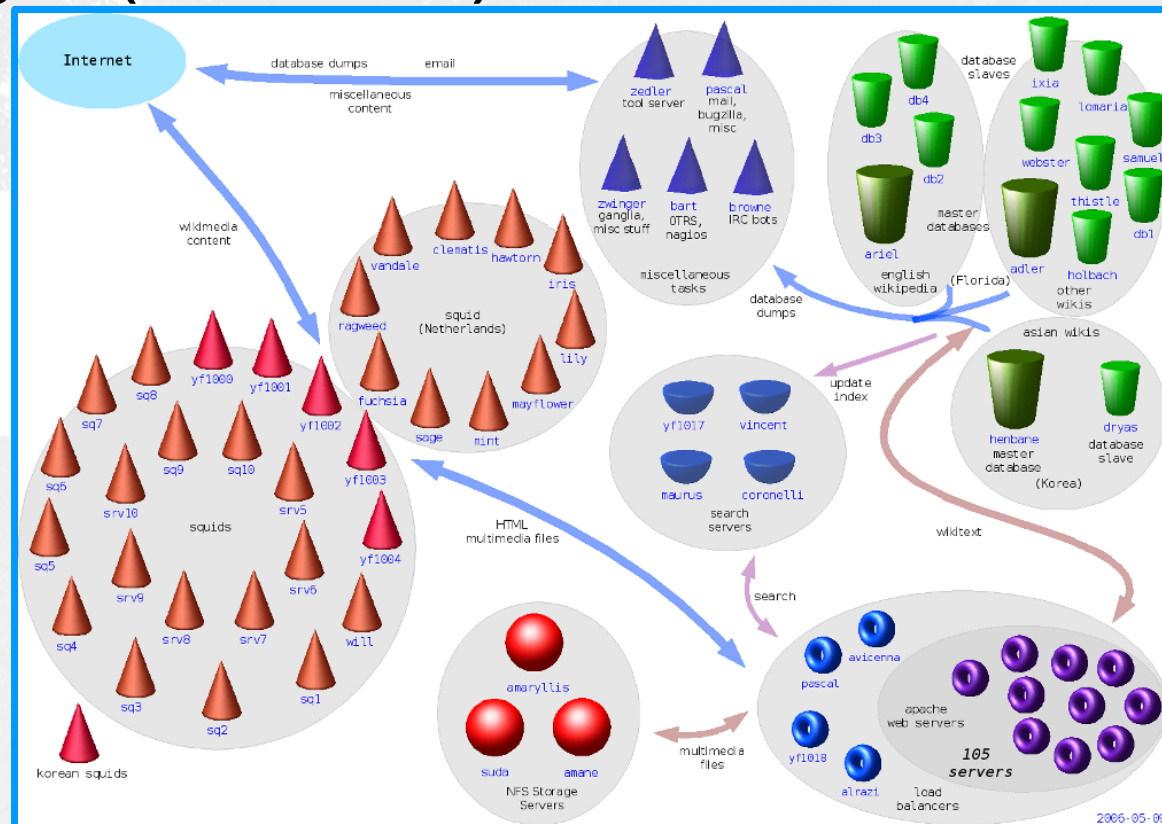 Internet
database dumps email
miscellaneous
content
wikimedia
content
zedler
tool server
pascal
mail,
bugzilla,
misc
zwinger
ganglia,
misc stuff
bart
OTRS,
nagios
browne
IRC bots
miscellaneous
tasks
database
slaves
db4
db3
db2
ariel
english
wikipedia
master
databases
(Florida)
ixia
lomaria
webster
samuel
thistle
db1
adler
holbach
other
wikis
database
dumps
asian wikis
henbane
master
database
dryas
database
slave
(Korea)
vandale
clematis
hawtorn
iris
ragweed
squid
(Netherlands)
lily
fuchsia
mayflower
sage
mint
update
index
yf1017
vincent
maurus
coronelli
search
servers
yf1000
yf1001
sq8
yf1002
sq7
sq9
sq10
yf1003
sq6
srv10
srv5
squids
yf1004
sq5
srv9
srv6
srv8
srv7
will
sq4
sq3
sq2
sq1
korean squids
HTML
multimedia files
wikitext
search
amaryllis
suda
amane
NFS Storage
Servers
multimedia
files
avicenna
pascal
yf1018
alrazi
load
balancers
apache
web servers
105
servers